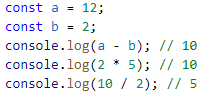 const a = 12;
const b = 2;
console.log(a - b); // 10
console.log(2 * 5); // 10
console.log(10 / 2); // 5